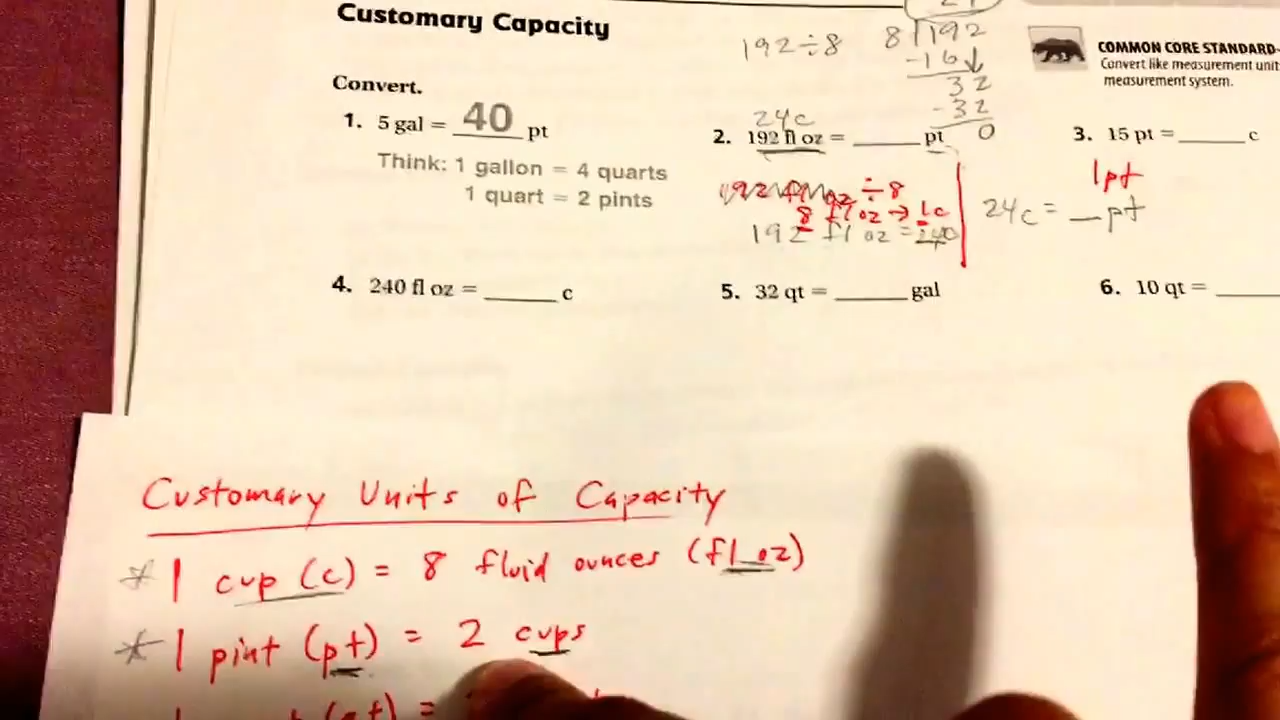 Customary Capacity
192÷8
8)192
-16↓
32
-32
0
COMMON CORE STANDARD
Convert like measurement unit
measurement system.
Convert.
1. 5 gal = 40 pt
Think: 1 gallon = 4 quarts
1 quart = 2 pints
24c
2. 192 fl oz = ______ pt
÷8
8 fl oz → 1c
192 fl oz =
3. 15 pt = ______ c
1pt
24c = _ pt
4. 240 fl oz = ______ c
5. 32 qt = ______ gal
6. 10 qt = ______
Customary Units of Capacity
* 1 cup (c) = 8 fluid ounces (fl oz)
* 1 pint (pt) = 2 cups